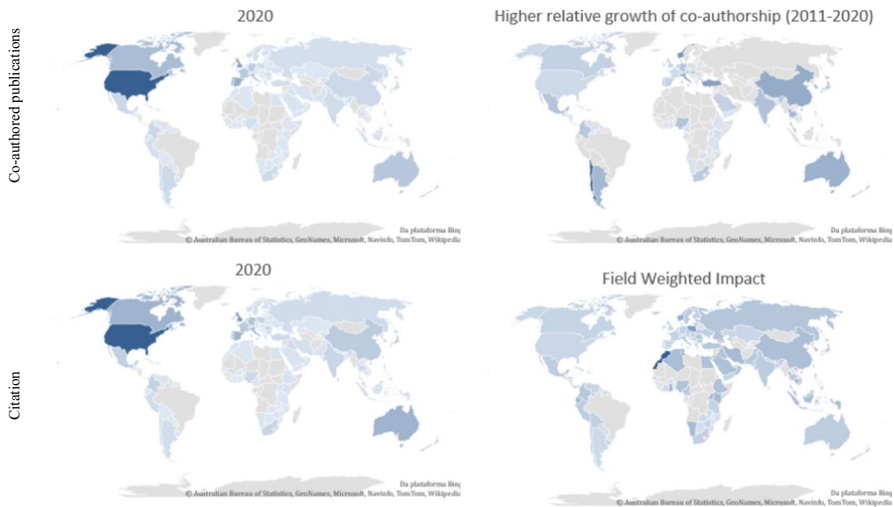 2020
Higher relative growth of co-authorship (2011-2020)
Co-authored publications
Da plataforma Bing
© Australian Bureau of Statistics, GeoNames, Microsoft, Navinfo, TomTom, Wikipedia
Da plataforma Bing
© Australian Bureau of Statistics, GeoNames, Microsoft, Navinfo, TomTom, Wikipedia
2020
Field Weighted Impact
Citation
Da plataforma Bing
© Australian Bureau of Statistics, GeoNames, Microsoft, Navinfo, TomTom, Wikipedia
Da plataforma Bing
© Australian Bureau of Statistics, GeoNames, Microsoft, Navinfo, TomTom, Wikipedia